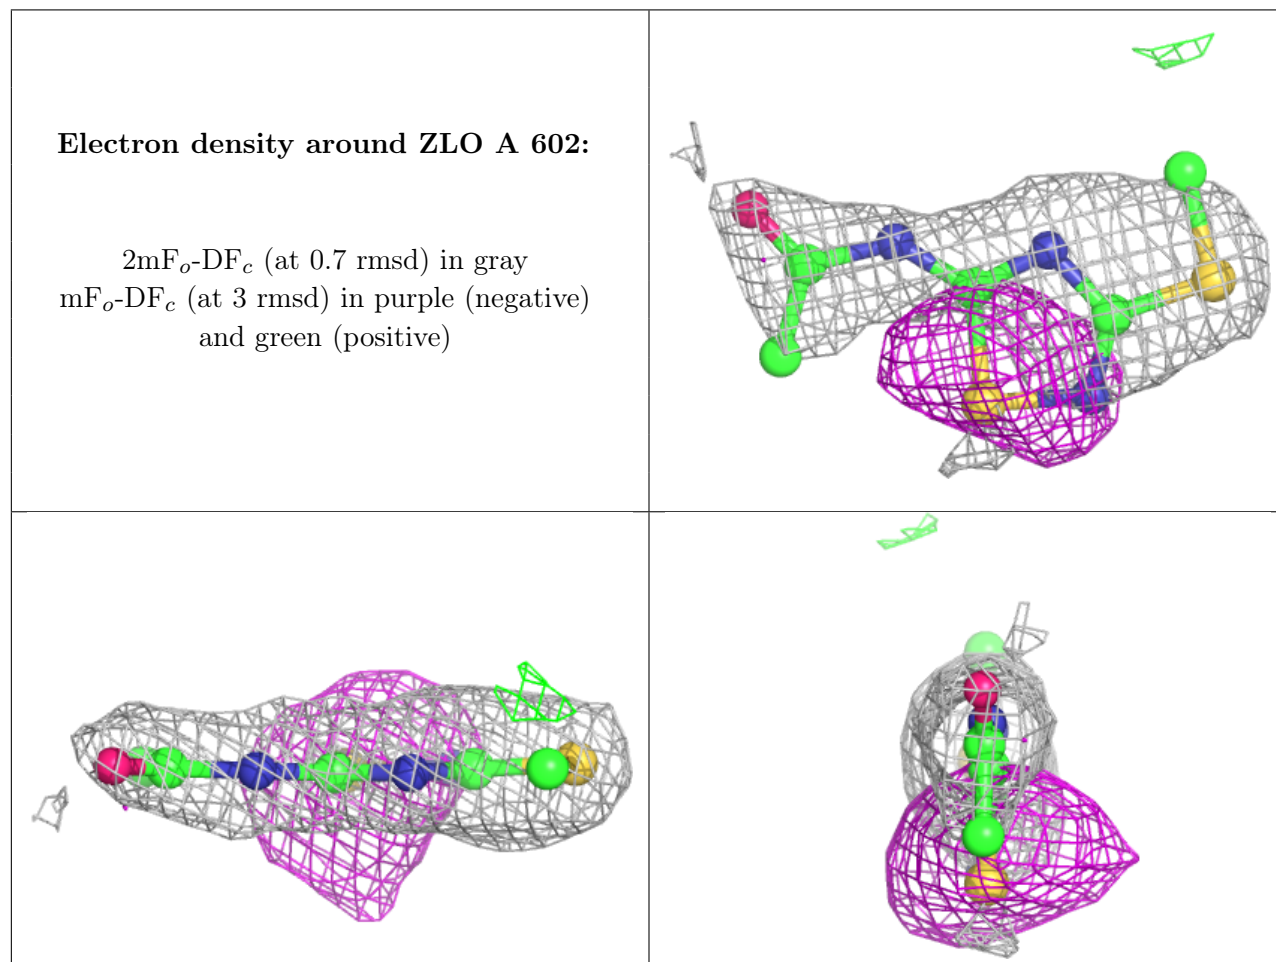 Electron density around ZLO A 602:
2mFo-DFc (at 0.7 rmsd) in gray
mFo-DFc (at 3 rmsd) in purple (negative)
and green (positive)